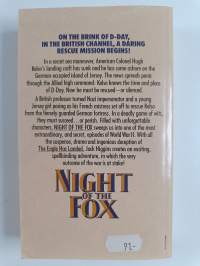 ON THE BRINK OF D-DAY,
IN THE BRITISH CHANNEL, A DARING
RESCUE MISSION BEGINS!
In a secret sea maneuver, American Colonel Hugh
Kelso's landing craft has sunk and he has come ashore on the
German occupied island of Jersey. The news spreads panic
through the Allied high command: Kelso knows the time and place
of D-Day. Now he must be rescued—or silenced.
A British professor turned Nazi impersonator and a young
Jersey girl posing as his French mistress set off to rescue Kelso
from the fiercely guarded German fortress. In a deadly game of wits,
they must succeed... or perish. Filled with unforgettable
characters, NIGHT OF THE FOX sweeps us into one of the most
extraordinary, and secret, episodes of World War II. With all
the suspense, drama and ingenious deception of
The Eagle Has Landed, Jack Higgins creates an exciting,
spellbinding adventure, in which the very
outcome of the war is at stake!
NIGHT
OF THE
FOX